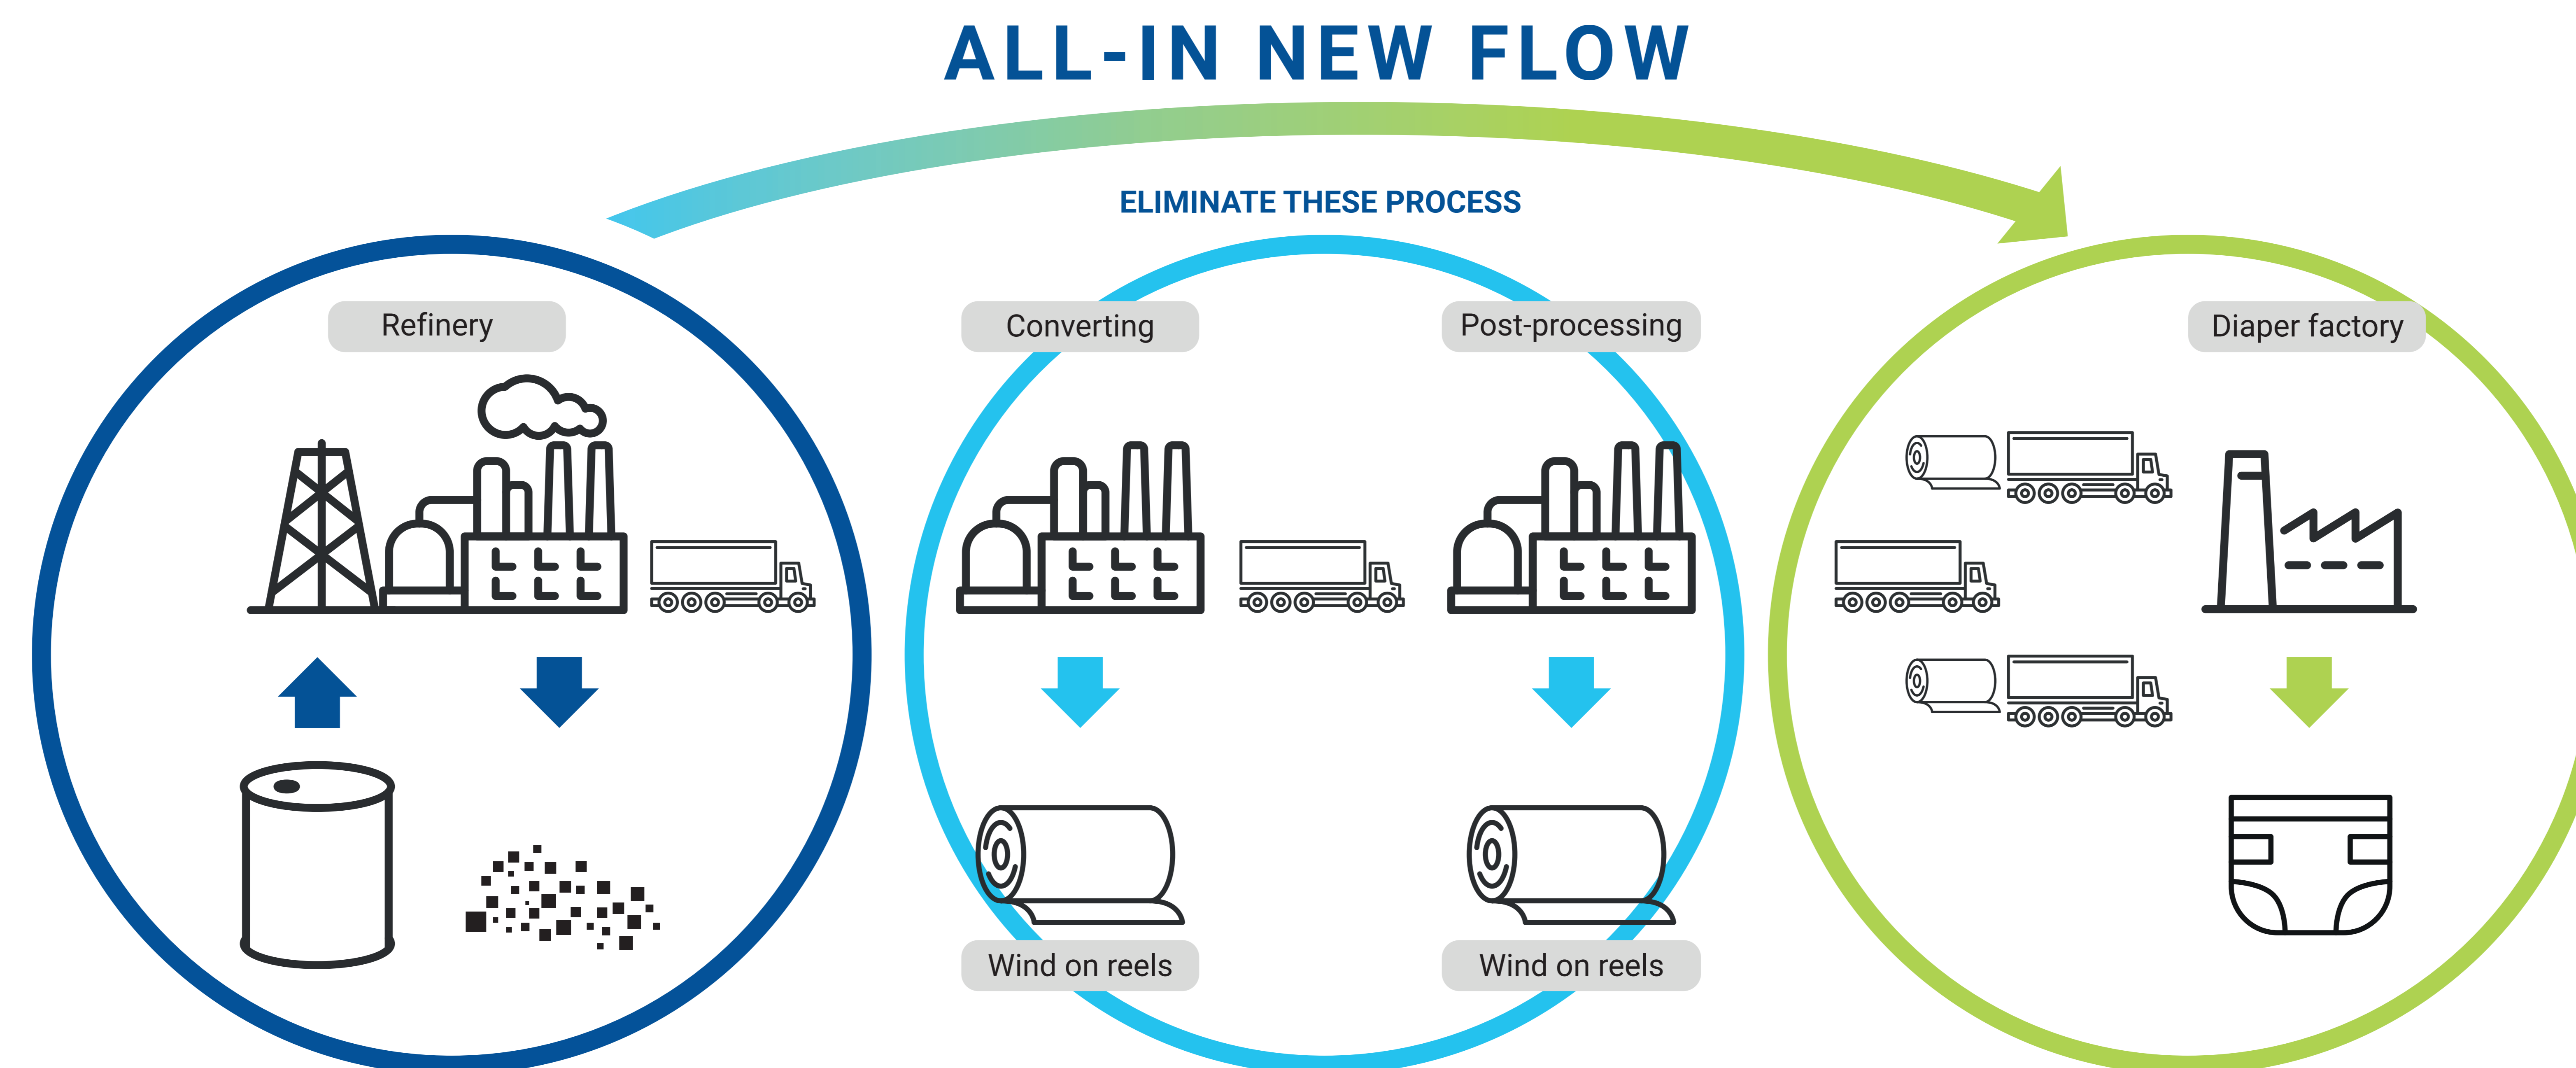 ALL-IN NEW FLOW
ELIMINATE THESE PROCESS
Refinery
Converting
Post-processing
Diaper factory
Wind on reels
Wind on reels